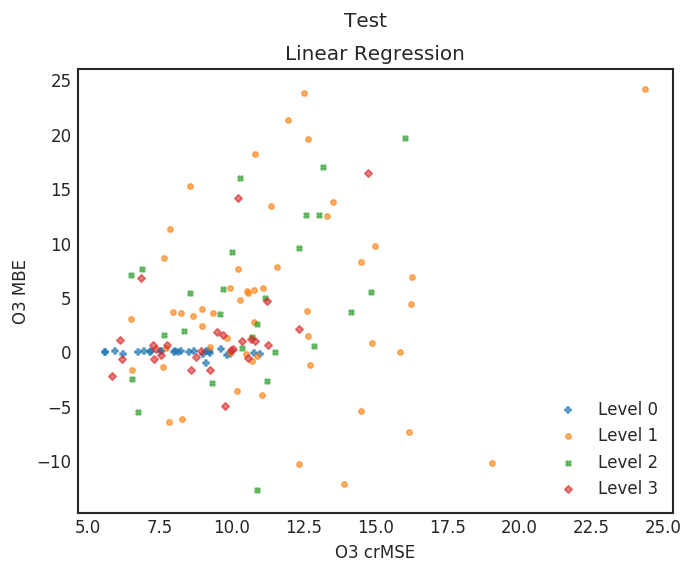 Test
Linear Regression
25
20
15
10
5
0
−5
−10
O3 MBE
Level 0
Level 1
Level 2
Level 3
5.0 7.5 10.0 12.5 15.0 17.5 20.0 22.5 25.0
O3 crMSE